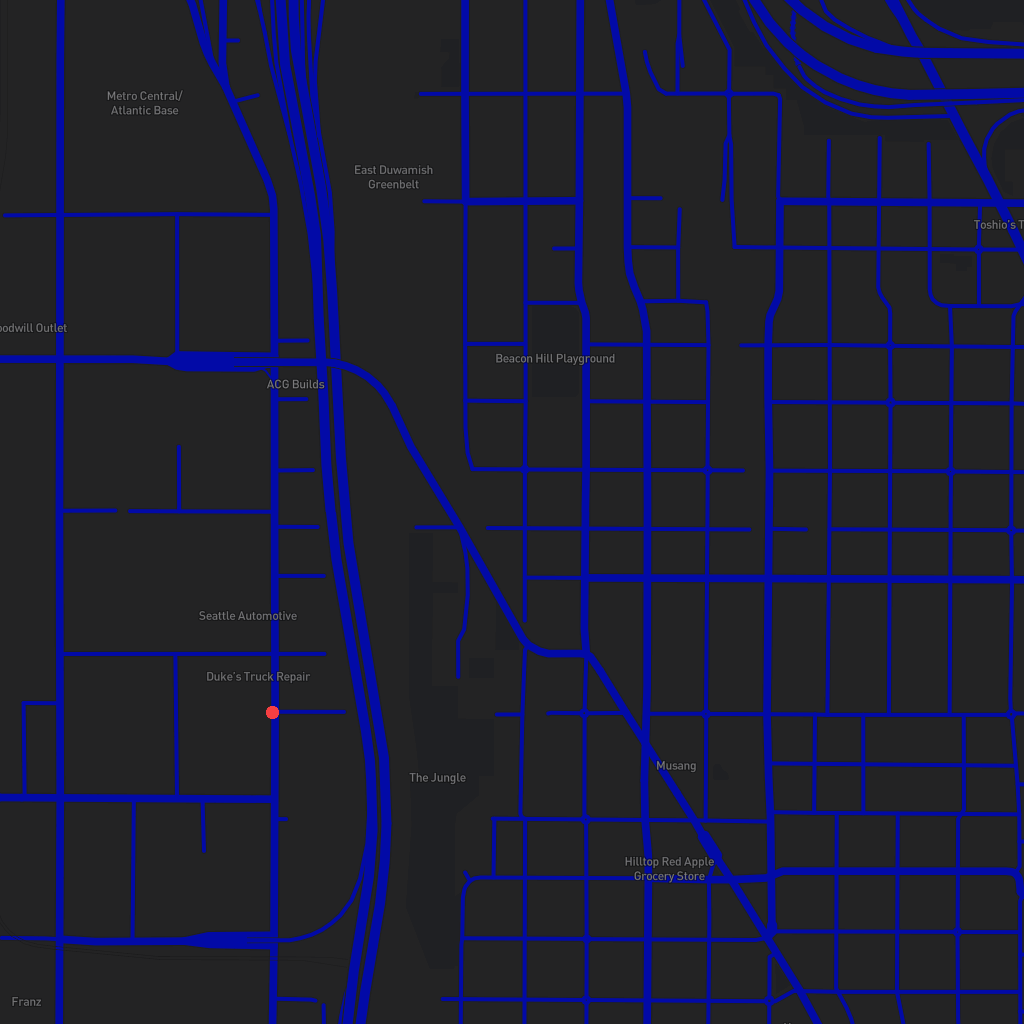 Metro Central/
Atlantic Base
East Duwamish
Greenbelt
Toshio's T
oodwill Outlet
Beacon Hill Playground
ACG Builds
Seattle Automotive
Duke's Truck Repair
The Jungle
Musang
Hilltop Red Apple
Grocery Store
Franz